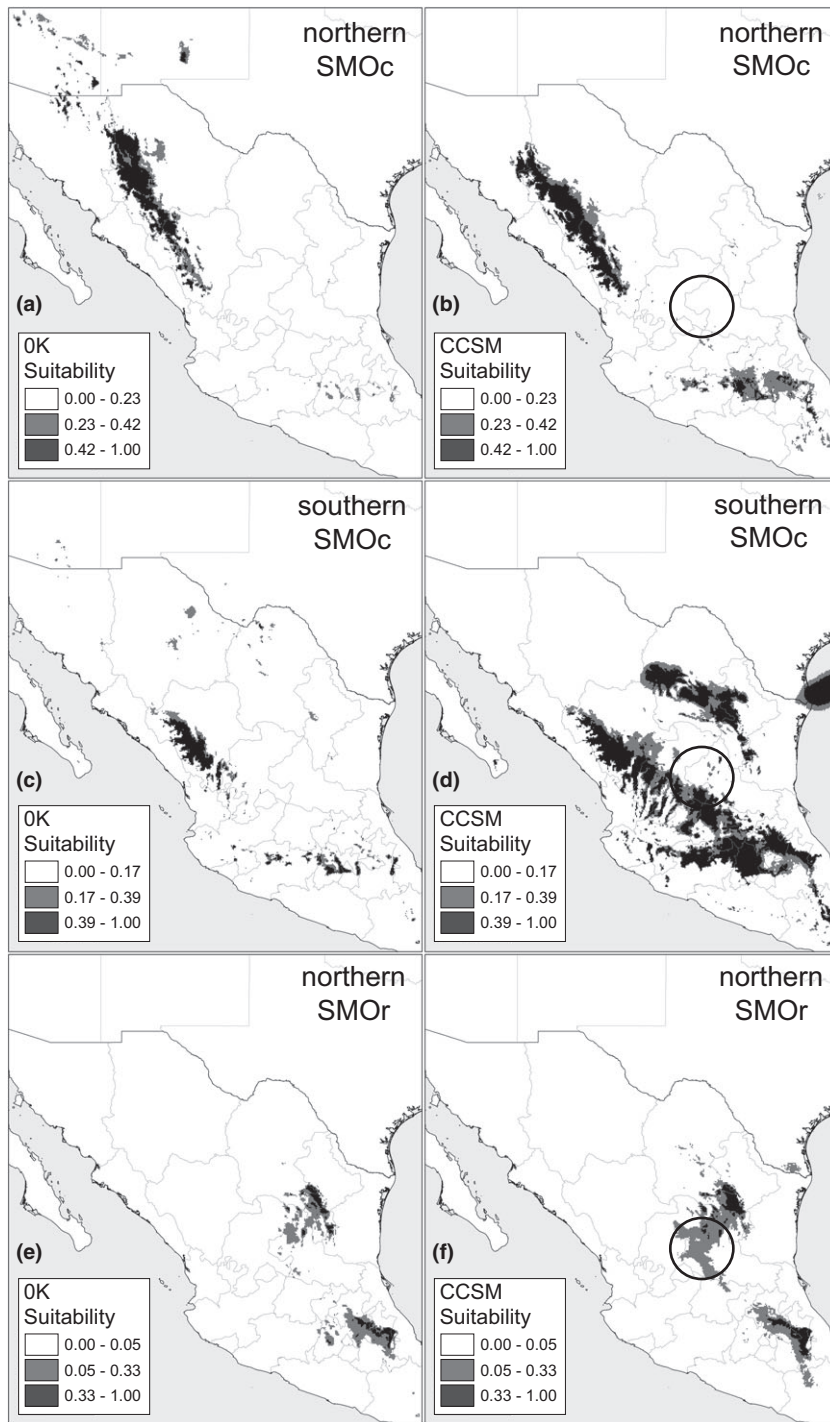 northern
SMOc
(a)
0K
Suitability
0.00 - 0.23
0.23 - 0.42
0.42 - 1.00
northern
SMOc
(b)
CCSM
Suitability
0.00 - 0.23
0.23 - 0.42
0.42 - 1.00
southern
SMOc
(c)
0K
Suitability
0.00 - 0.17
0.17 - 0.39
0.39 - 1.00
southern
SMOc
(d)
CCSM
Suitability
0.00 - 0.17
0.17 - 0.39
0.39 - 1.00
northern
SMOr
(e)
0K
Suitability
0.00 - 0.05
0.05 - 0.33
0.33 - 1.00
northern
SMOr
(f)
CCSM
Suitability
0.00 - 0.05
0.05 - 0.33
0.33 - 1.00